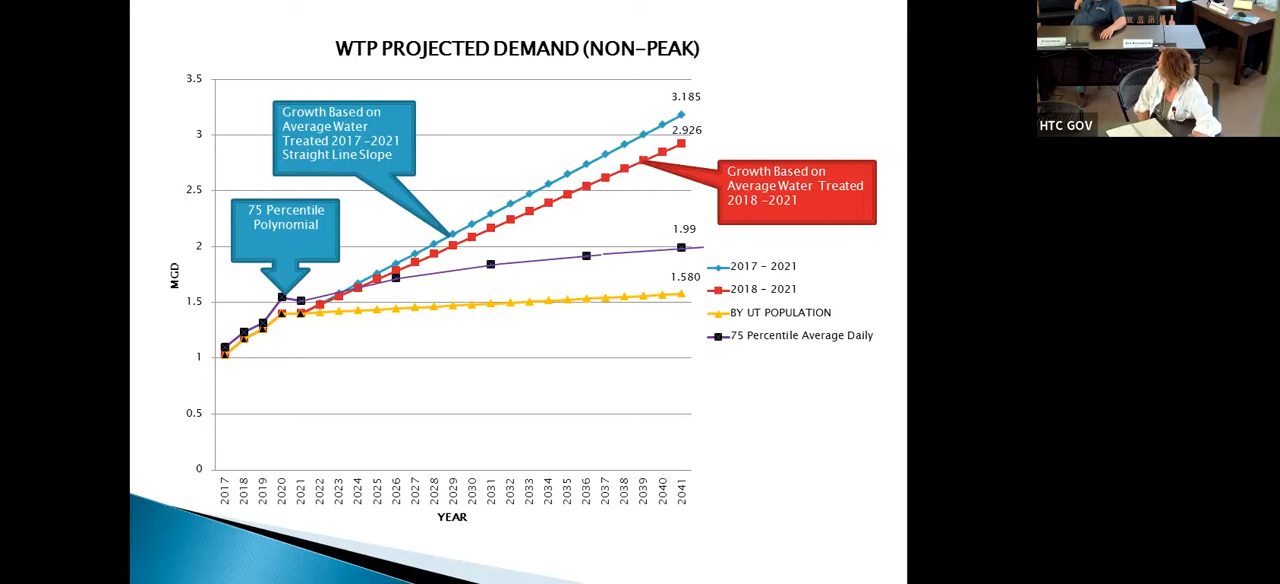 WTP PROJECTED DEMAND (NON-PEAK)
3.5
3
2.5
2
1.5
1
0.5
0
MGD
Growth Based on
Average Water
Treated 2017 -2021
Straight Line Slope
75 Percentile
Polynomial
3.185
2.926
Growth Based on
Average Water Treated
2018 -2021
1.99
1.580
2017 - 2021
2018 - 2021
BY UT POPULATION
75 Percentile Average Daily
2017
2018
2019
2020
2021
2022
2023
2024
2025
2026
2027
2028
2029
2030
2031
2032
2033
2034
2035
2036
2037
2038
2039
2040
2041
YEAR
HTC GOV